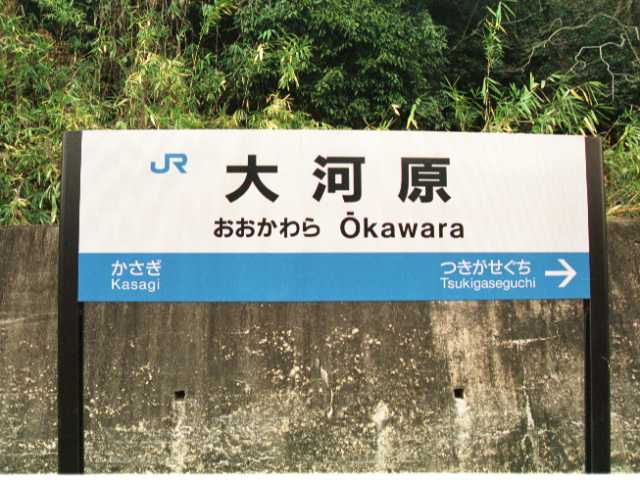 JR
大河原
おおかわら Ōkawara
かさぎ つきがせぐち →
Kasagi Tsukigaseguchi